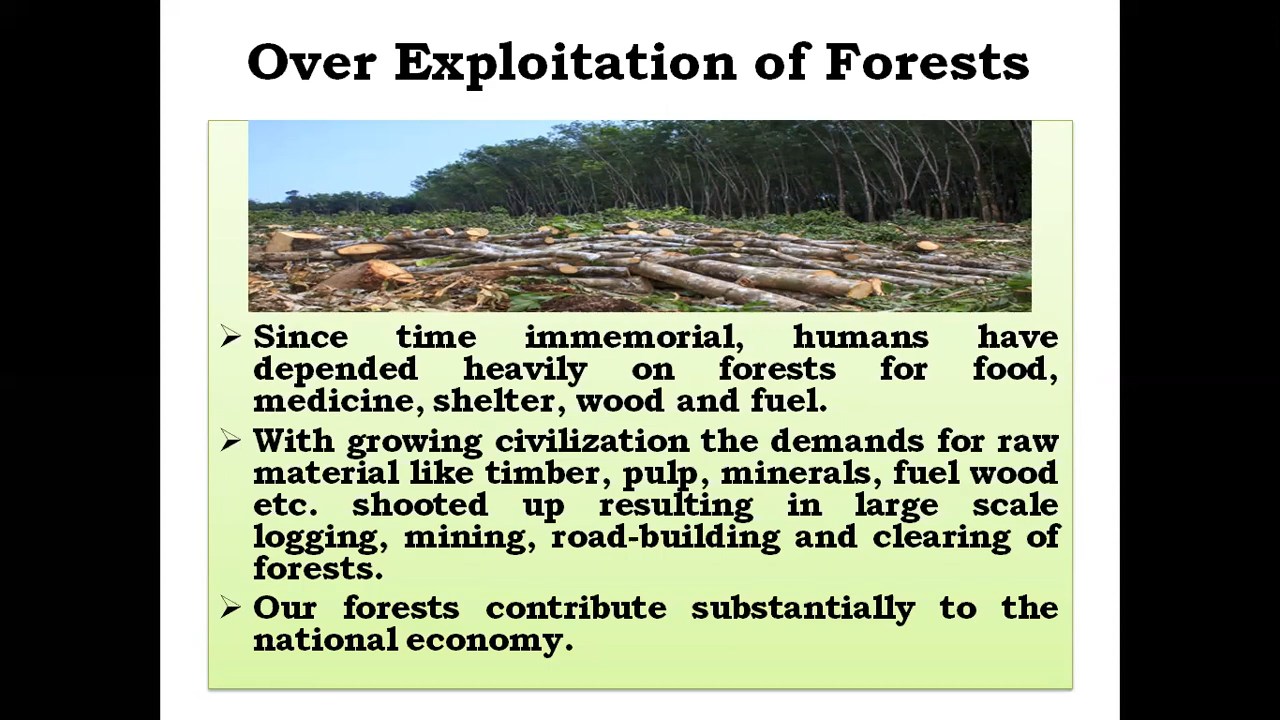 Over Exploitation of Forests
➢ Since time immemorial, humans have
depended heavily on forests for food,
medicine, shelter, wood and fuel.
➢ With growing civilization the demands for raw
material like timber, pulp, minerals, fuel wood
etc. shooted up resulting in large scale
logging, mining, road-building and clearing of
forests.
➢ Our forests contribute substantially to the
national economy.